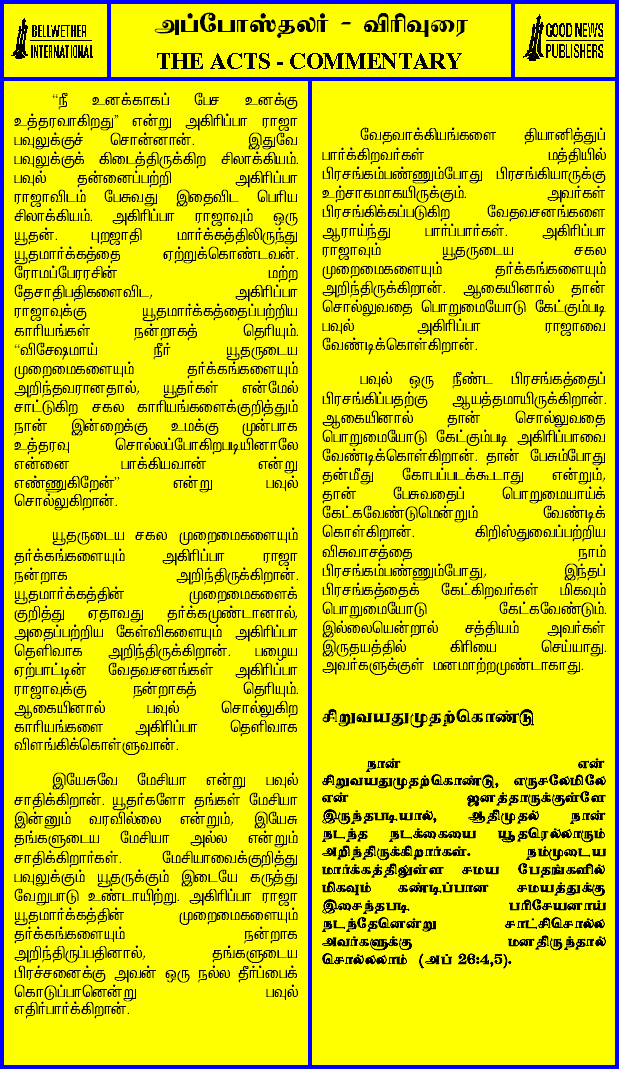 BELLWETHER
INTERNATIONAL
அப்போஸ்தலர் - விரிவுரை
THE ACTS - COMMENTARY
GOOD NEWS
PUBLISHERS
“நீ உனக்காகப் பேச உனக்கு
உத்தரவாகிறது” என்று அகிரிப்பா ராஜா
பவுலுக்குச் சொன்னான். இதுவே
பவுலுக்குக் கிடைத்திருக்கிற சிலாக்கியம்.
பவுல் தன்னைப்பற்றி அகிரிப்பா
ராஜாவிடம் பேசுவது இதைவிட பெரிய
சிலாக்கியம். அகிரிப்பா ராஜாவும் ஒரு
யூதன். புறஜாதி மார்க்கத்திலிருந்து
யூதமார்க்கத்தை ஏற்றுக்கொண்டவன்.
ரோமப்பேரரசின் மற்ற
தேசாதிபதிகளைவிட, அகிரிப்பா
ராஜாவுக்கு யூதமார்க்கத்தைப்பற்றிய
காரியங்கள் நன்றாகத் தெரியும்.
“விசேஷமாய் நீர் யூதருடைய
முறைமைகளையும் தர்க்கங்களையும்
அறிந்தவரானதால், யூதர்கள் என்மேல்
சாட்டுகிற சகல காரியங்களைக்குறித்தும்
நான் இன்றைக்கு உமக்கு முன்பாக
உத்தரவு சொல்லப்போகிறபடியினாலே
என்னை பாக்கியவான் என்று
எண்ணுகிறேன்” என்று பவுல்
சொல்லுகிறான்.
யூதருடைய சகல முறைமைகளையும்
தர்க்கங்களையும் அகிரிப்பா ராஜா
நன்றாக அறிந்திருக்கிறான்.
யூதமார்க்கத்தின் முறைமைகளைக்
குறித்து ஏதாவது தர்க்கமுண்டானால்,
அதைப்பற்றிய கேள்விகளையும் அகிரிப்பா
தெளிவாக அறிந்திருக்கிறான். பழைய
ஏற்பாட்டின் வேதவசனங்கள் அகிரிப்பா
ராஜாவுக்கு நன்றாகத் தெரியும்.
ஆகையினால் பவுல் சொல்லுகிற
காரியங்களை அகிரிப்பா தெளிவாக
விளங்கிக்கொள்ளுவான்.
இயேசுவே மேசியா என்று பவுல்
சாதிக்கிறான். யூதர்களோ தங்கள் மேசியா
இன்னும் வரவில்லை என்றும், இயேசு
தங்களுடைய மேசியா அல்ல என்றும்
சாதிக்கிறார்கள். மேசியாவைக்குறித்து
பவுலுக்கும் யூதருக்கும் இடையே கருத்து
வேறுபாடு உண்டாயிற்று. அகிரிப்பா ராஜா
யூதமார்க்கத்தின் முறைமைகளையும்
தர்க்கங்களையும் நன்றாக
அறிந்திருப்பதினால், தங்களுடைய
பிரச்சனைக்கு அவன் ஒரு நல்ல தீர்ப்பைக்
கொடுப்பானென்று பவுல்
எதிர்பார்க்கிறான்.
வேதவாக்கியங்களை தியானித்துப்
பார்க்கிறவர்கள் மத்தியில்
பிரசங்கம்பண்ணும்போது பிரசங்கியாருக்கு
உற்சாகமாகயிருக்கும். அவர்கள்
பிரசங்கிக்கப்படுகிற வேதவசனங்களை
ஆராய்ந்து பார்ப்பார்கள். அகிரிப்பா
ராஜாவும் யூதருடைய சகல
முறைமைகளையும் தர்க்கங்களையும்
அறிந்திருக்கிறான். ஆகையினால் தான்
சொல்லுவதை பொறுமையோடு கேட்கும்படி
பவுல் அகிரிப்பா ராஜாவை
வேண்டிக்கொள்கிறான்.
பவுல் ஒரு நீண்ட பிரசங்கத்தைப்
பிரசங்கிப்பதற்கு ஆயத்தமாயிருக்கிறான்.
ஆகையினால் தான் சொல்லுவதை
பொறுமையோடு கேட்கும்படி அகிரிப்பாவை
வேண்டிக்கொள்கிறான். தான் பேசும்போது
தன்மீது கோபப்படக்கூடாது என்றும்,
தான் பேசுவதைப் பொறுமையாய்க்
கேட்கவேண்டுமென்றும் வேண்டிக்
கொள்கிறான். கிறிஸ்துவைப்பற்றிய
விசுவாசத்தை நாம்
பிரசங்கம்பண்ணும்போது, இந்தப்
பிரசங்கத்தைக் கேட்கிறவர்கள் மிகவும்
பொறுமையோடு கேட்கவேண்டும்.
இல்லையென்றால் சத்தியம் அவர்கள்
இருதயத்தில் கிரியை செய்யாது.
அவர்களுக்குள் மனமாற்றமுண்டாகாது.
சிறுவயதுமுதற்கொண்டு
நான் என்
சிறுவயதுமுதற்கொண்டு, எருசலேமிலே
என் ஜனத்தாருக்குள்ளே
இருந்தபடியால், ஆதிமுதல் நான்
நடந்த நடக்கையை யூதரெல்லாரும்
அறிந்திருக்கிறார்கள். நம்முடைய
மார்க்கத்திலுள்ள சமய பேதங்களில்
மிகவும் கண்டிப்பான சமயத்துக்கு
இசைந்தபடி பரிசேயனாய்
நடந்தேனென்று சாட்சிசொல்ல
அவர்களுக்கு மனதிருந்தால்
சொல்லலாம் (அப் 26:4,5).